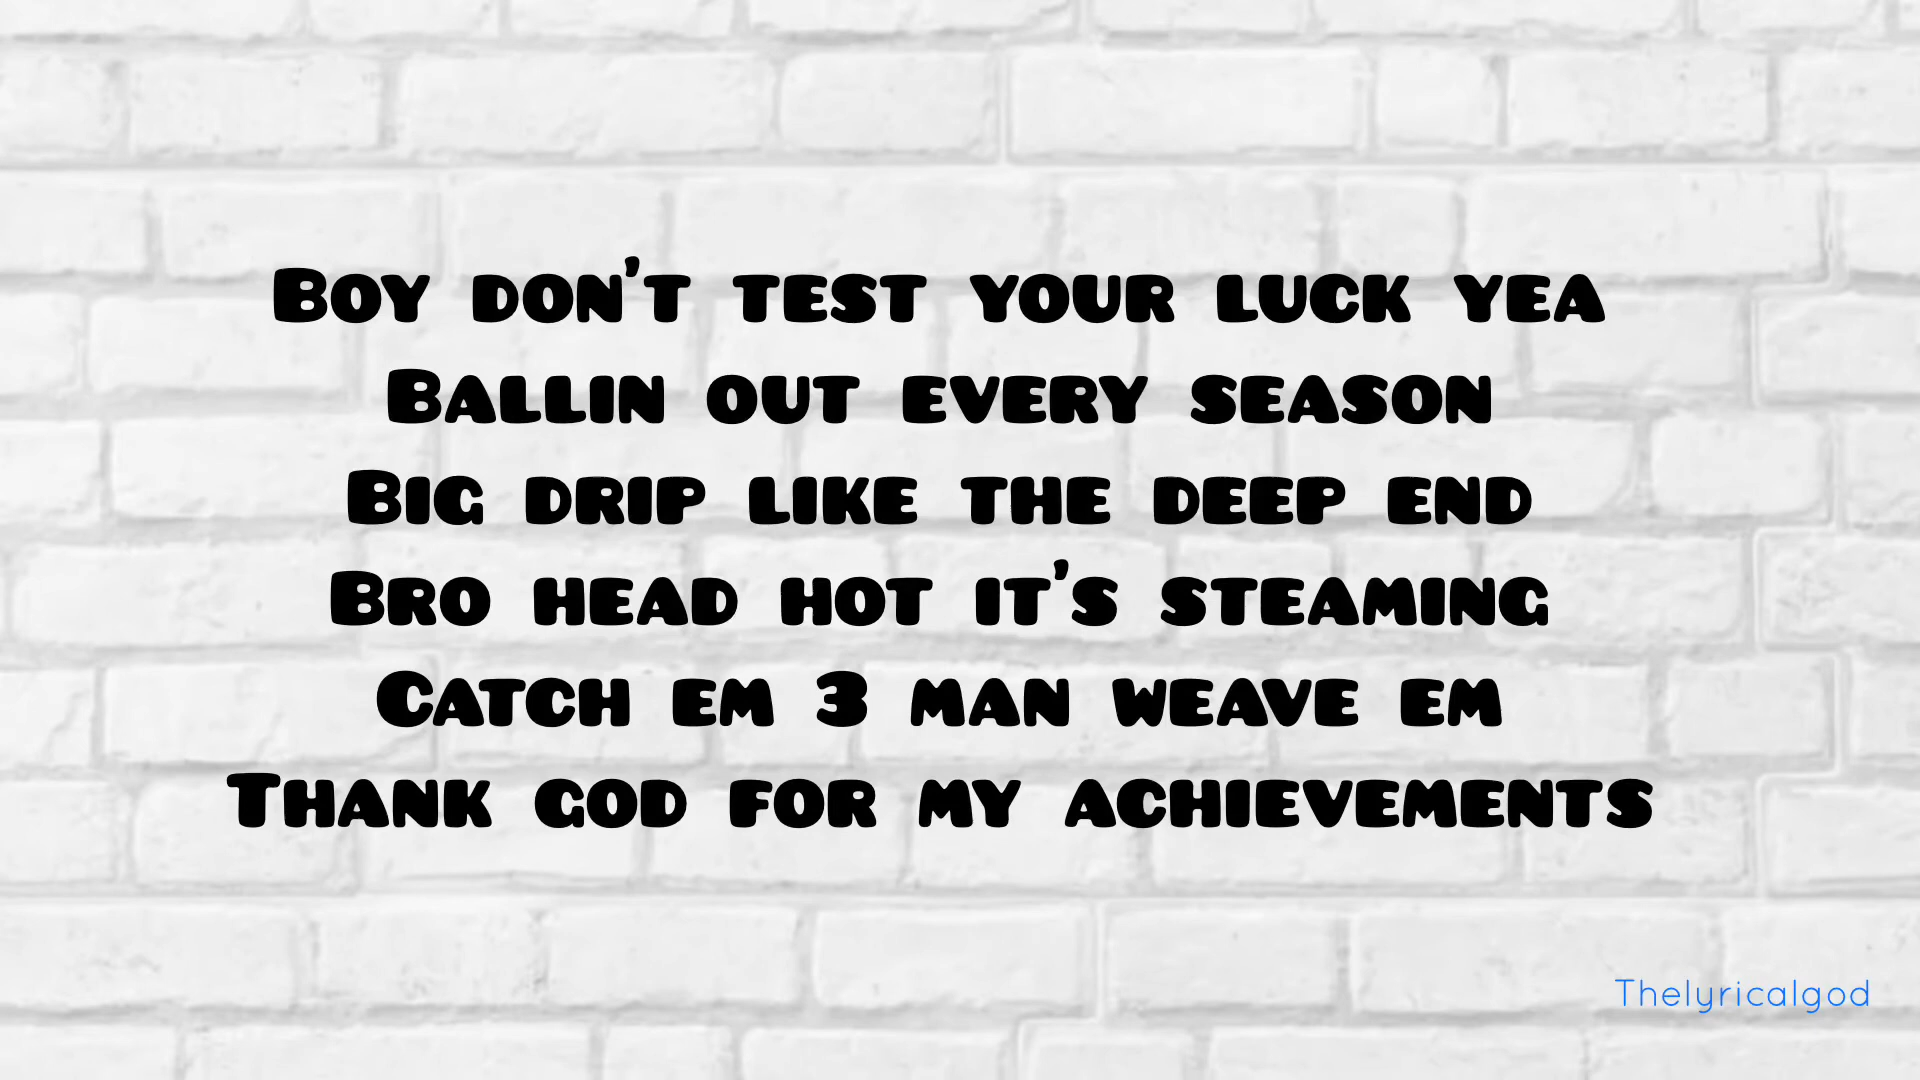 Boy don't test your luck yea
Ballin out every season
Big drip like the deep end
Bro head hot it's steaming
Catch em 3 man weave em
Thank god for my achievements
Thelyricalgod